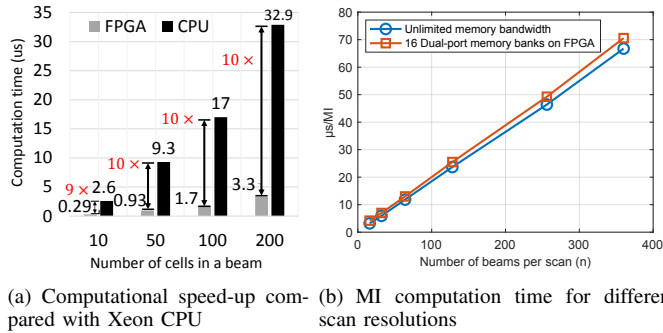 FPGA CPU
Computation time (us)
35
30
25
20
15
10
5
0
9 ×
10 ×
10 ×
10 ×
0.29
2.6
0.93
9.3
1.7
17
3.3
32.9
10 50 100 200
Number of cells in a beam
Unlimited memory bandwidth
16 Dual-port memory banks on FPGA
µs/MI
80
70
60
50
40
30
20
10
0
0 100 200 300 400
Number of beams per scan (n)
(a) Computational speed-up com-
pared with Xeon CPU
(b) MI computation time for differen
scan resolutions